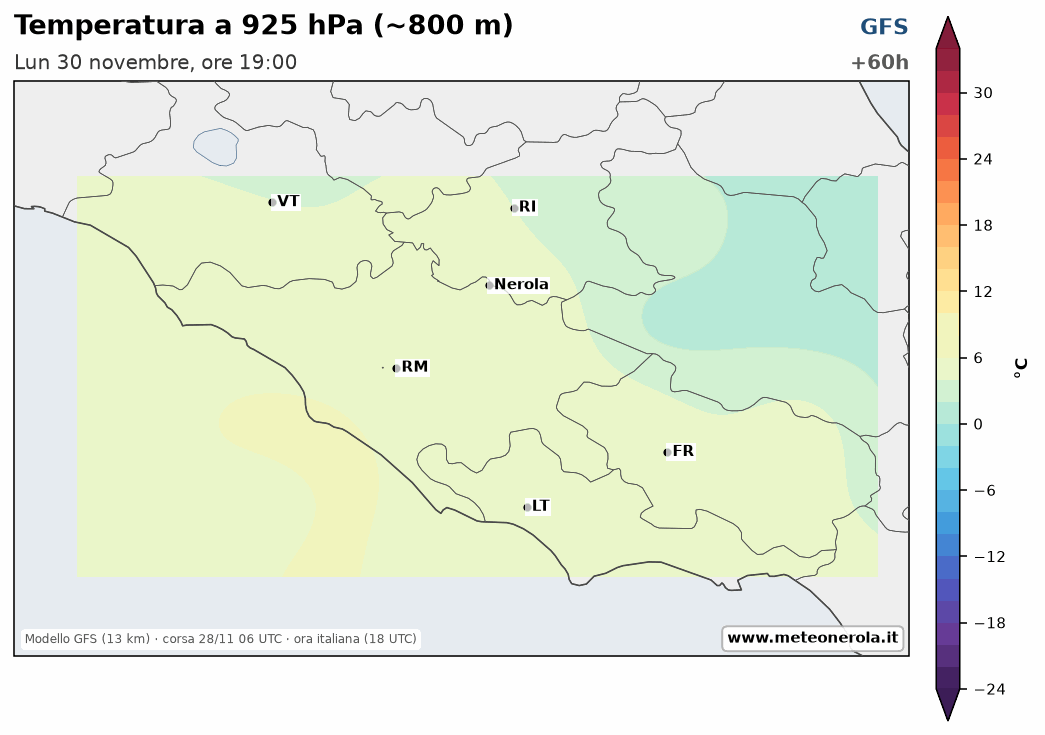 Temperatura a 925 hPa (~800 m)
GFS
Lun 30 novembre, ore 19:00
+60h
VT
RI
Nerola
RM
FR
LT
30
24
18
12
6
0
−6
−12
−18
−24
°C
Modello GFS (13 km) · corsa 28/11 06 UTC · ora italiana (18 UTC)
www.meteonerola.it